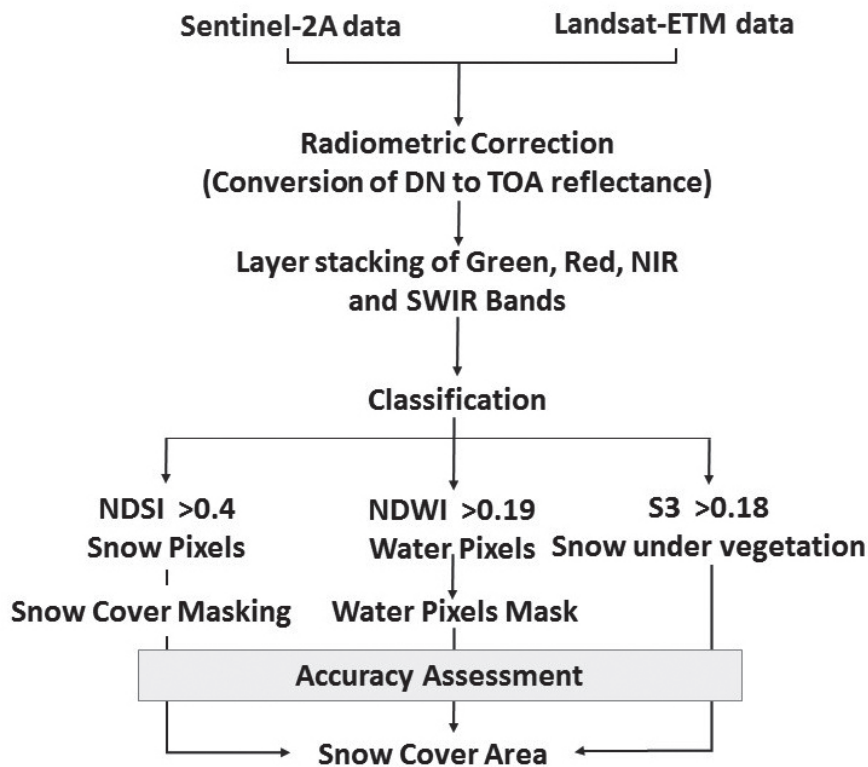 Sentinel-2A data
Landsat-ETM data
Radiometric Correction
(Conversion of DN to TOA reflectance)
Layer stacking of Green, Red, NIR
and SWIR Bands
Classification
NDSI >0.4
Snow Pixels
NDWI >0.19
Water Pixels
S3 >0.18
Snow under vegetation
Snow Cover Masking
Water Pixels Mask
Accuracy Assessment
Snow Cover Area